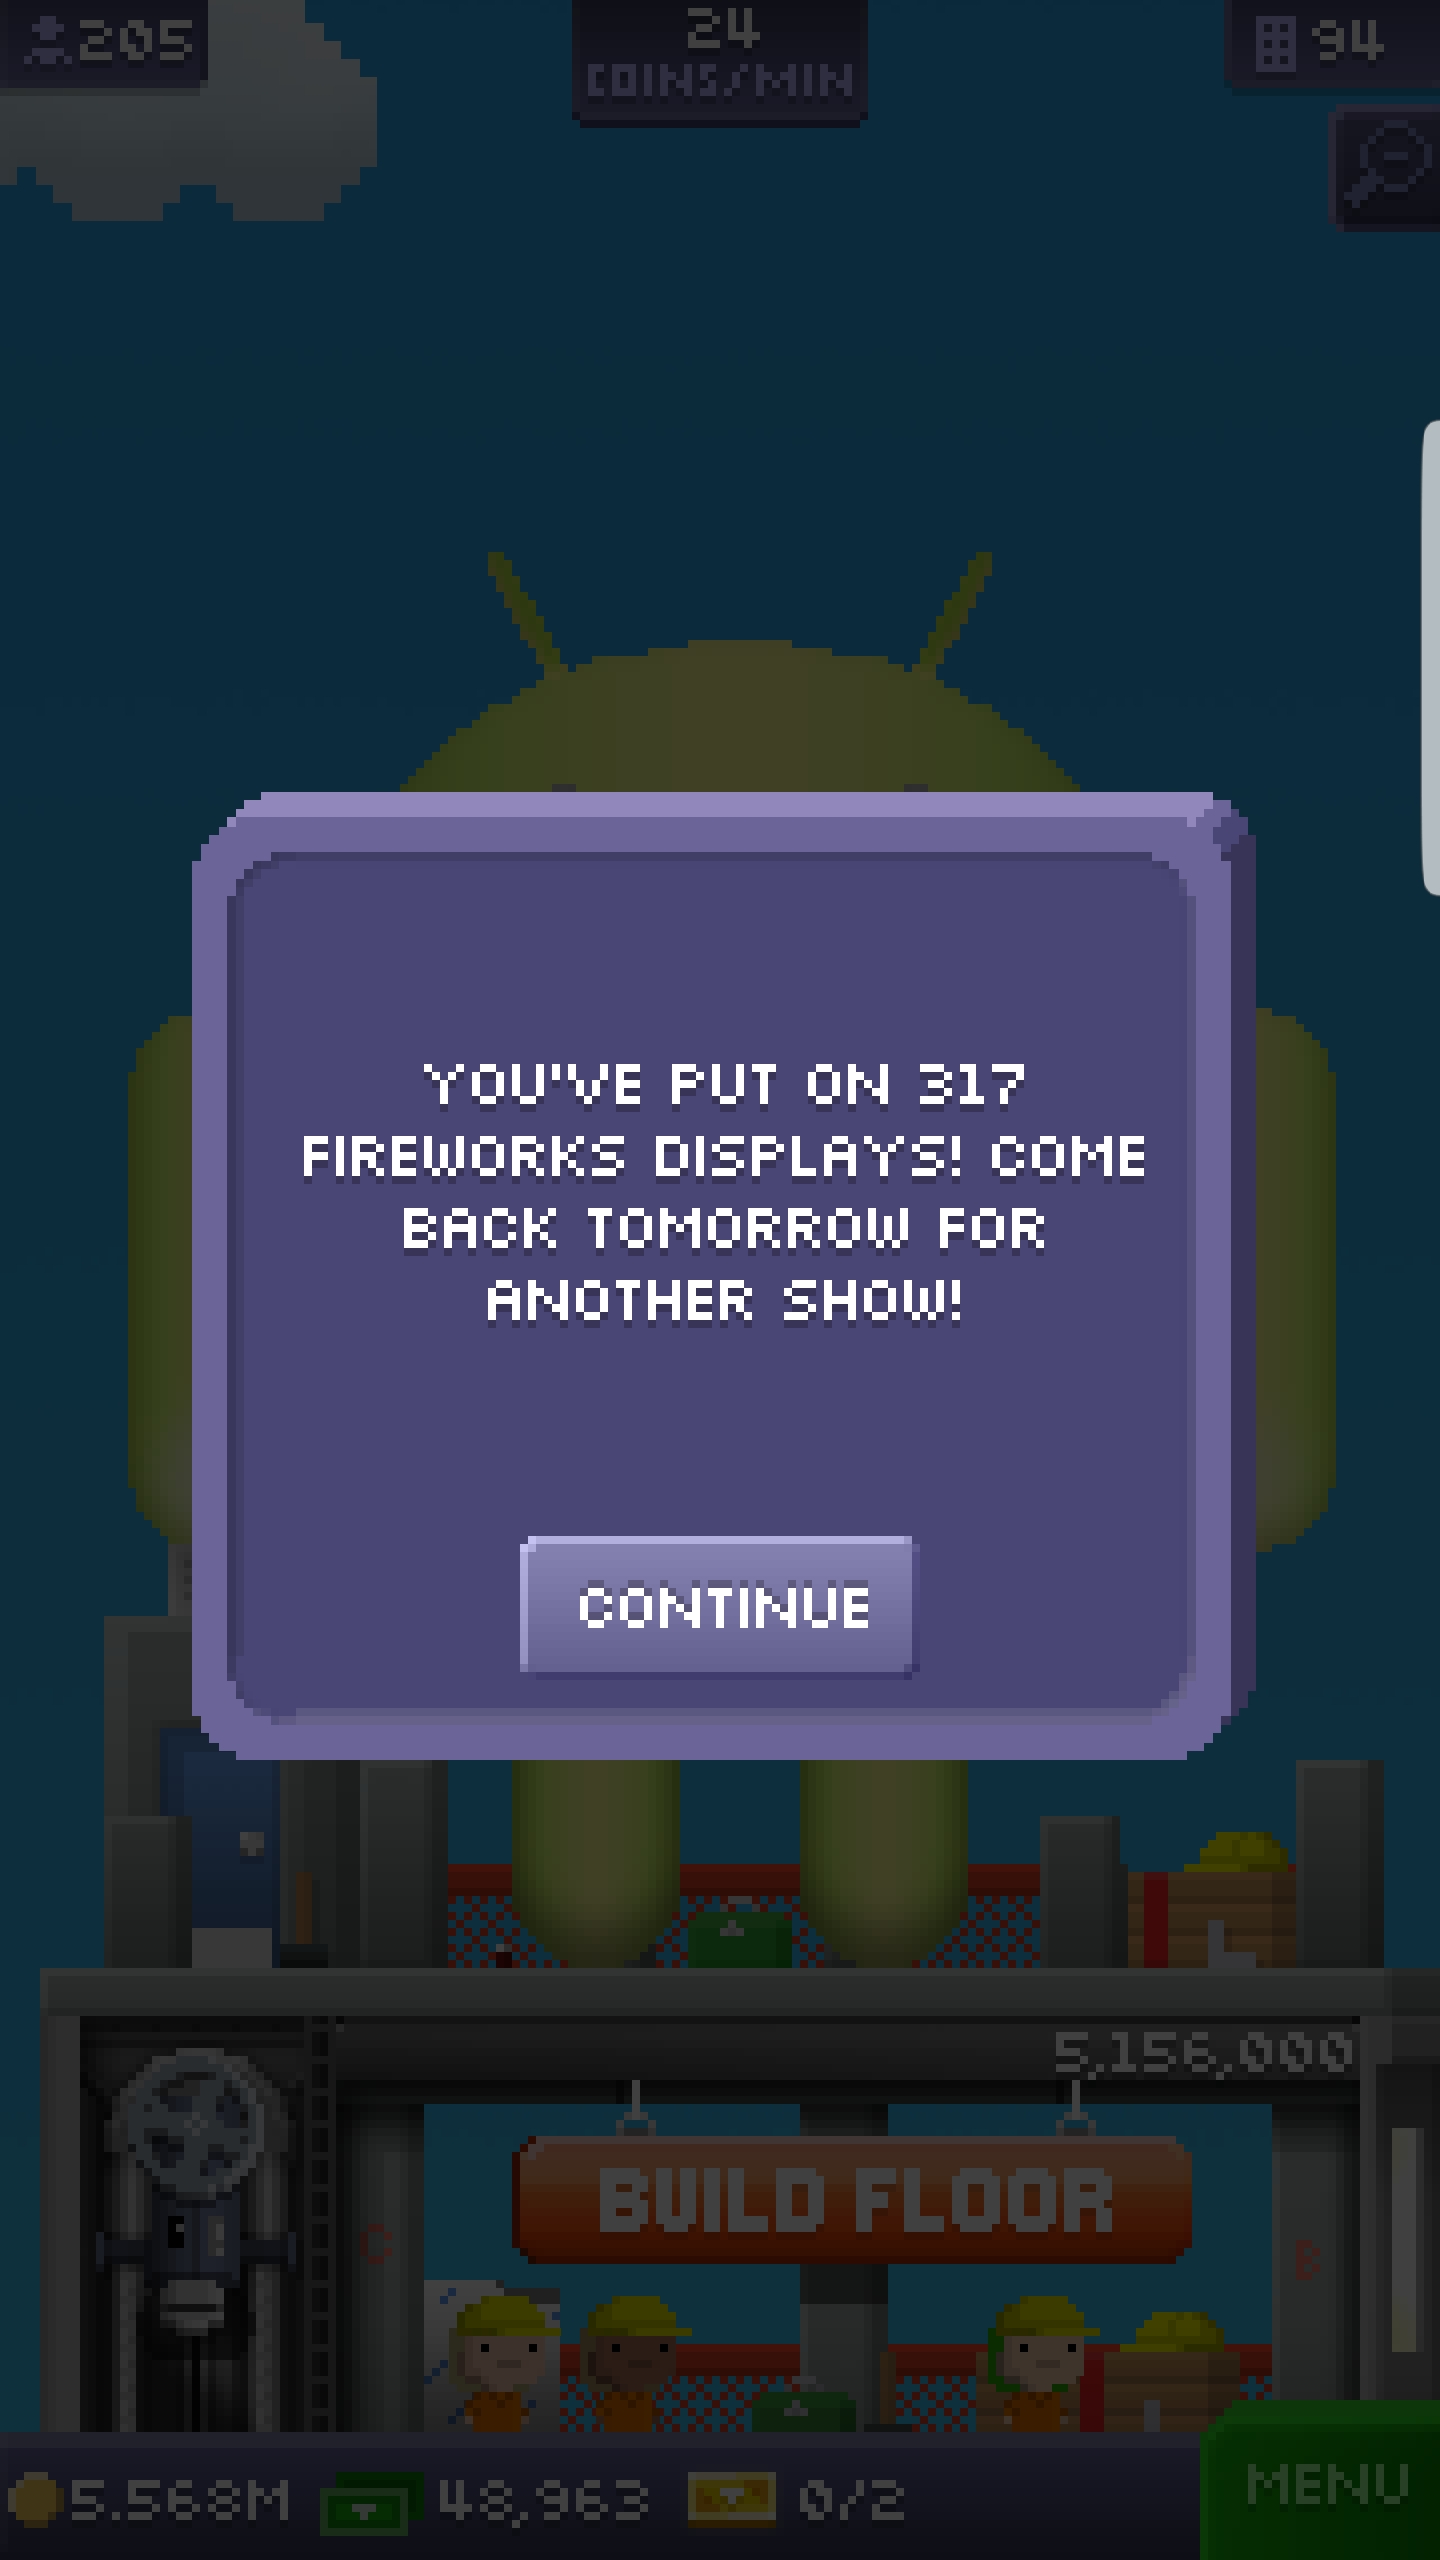 205
24
COINS/MIN
94
YOU'VE PUT ON 317
FIREWORKS DISPLAYS! COME
BACK TOMORROW FOR
ANOTHER SHOW!
CONTINUE
5,156,000
BUILD FLOOR
C
B
5.568M
48,963
0/2
MENU